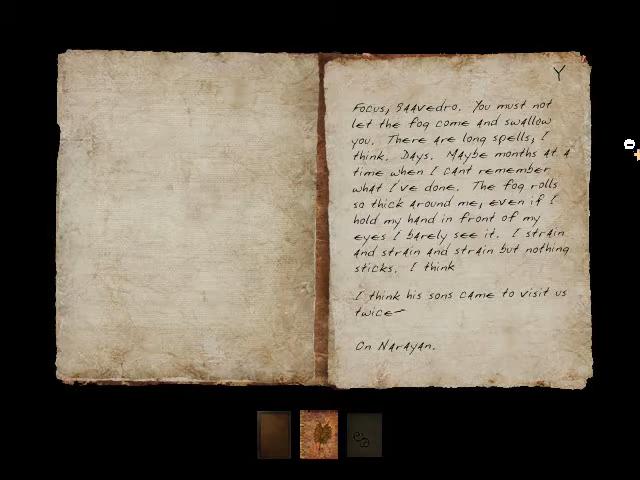 Y
Focus, Saavedro. You must not
let the fog come and swallow
you. There are long spells, I
think. Days. Maybe months at a
time when I cant remember
what I've done. The fog rolls
so thick around me, even if I
hold my hand in front of my
eyes I barely see it. I strain
and strain and strain but nothing
sticks. I think
I think his sons came to visit us
twice—
On Narayan.